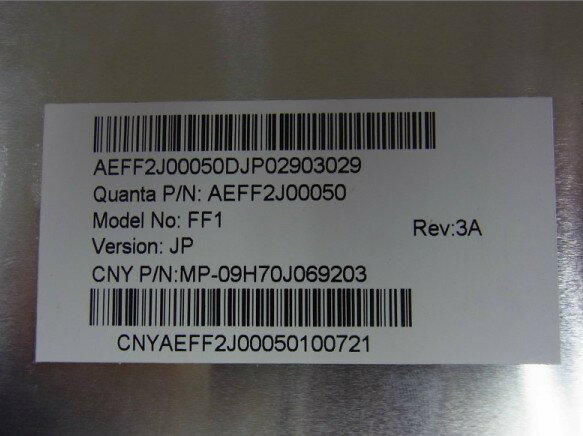 AEFF2J00050DJP02903029
Quanta P/N: AEFF2J00050
Model No: FF1
Rev:3A
Version: JP
CNY P/N:MP-09H70J069203
CNYAEFF2J00050100721